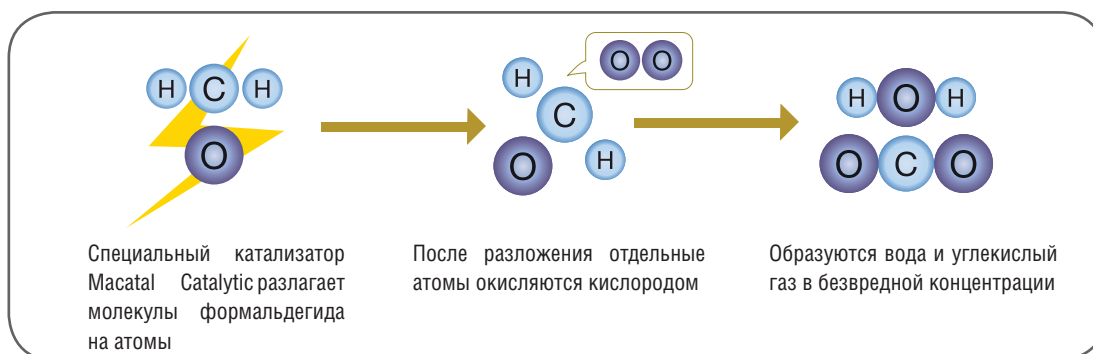 H C H
O
O O
H
C
O
H
H O H
O C O
Специальный катализатор
Macatal Catalytic разлагает
молекулы формальдегида
на атомы
После разложения отдельные
атомы окисляются кислородом
Образуются вода и углекислый
газ в безвредной концентрации